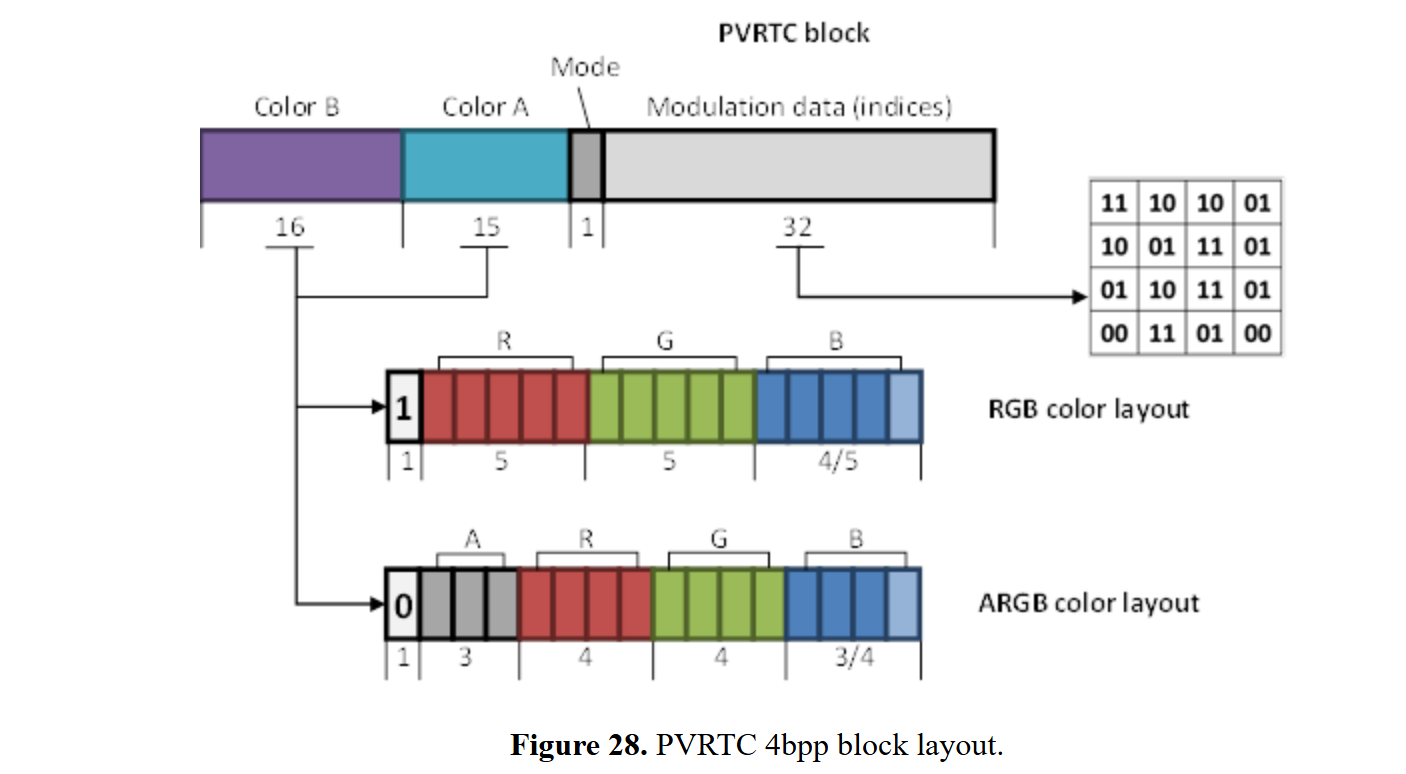 PVRTC block
Mode
Color B Color A Modulation data (indices)
16 15 1 32
11 10 10 01
10 01 11 01
01 10 11 01
00 11 01 00
R G B
1
RGB color layout
1 5 5 4/5
A R G B
0
ARGB color layout
1 3 4 4 3/4
Figure 28. PVRTC 4bpp block layout.